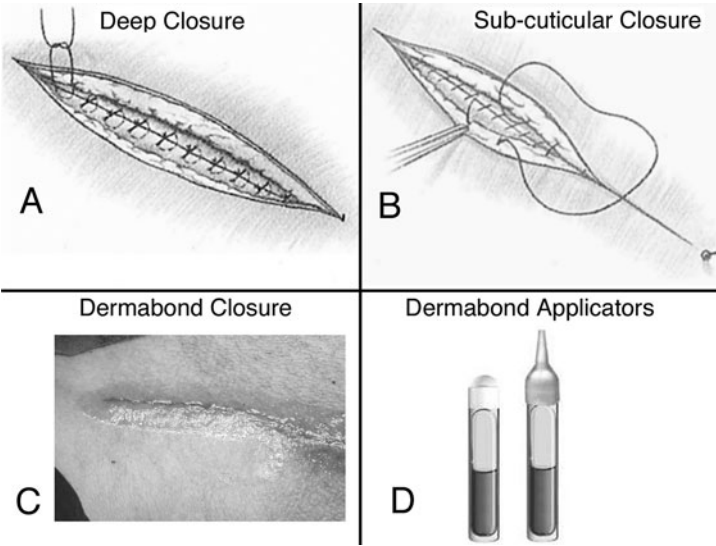 Deep Closure
A
Sub-cuticular Closure
B
Dermabond Closure
C
Dermabond Applicators
D